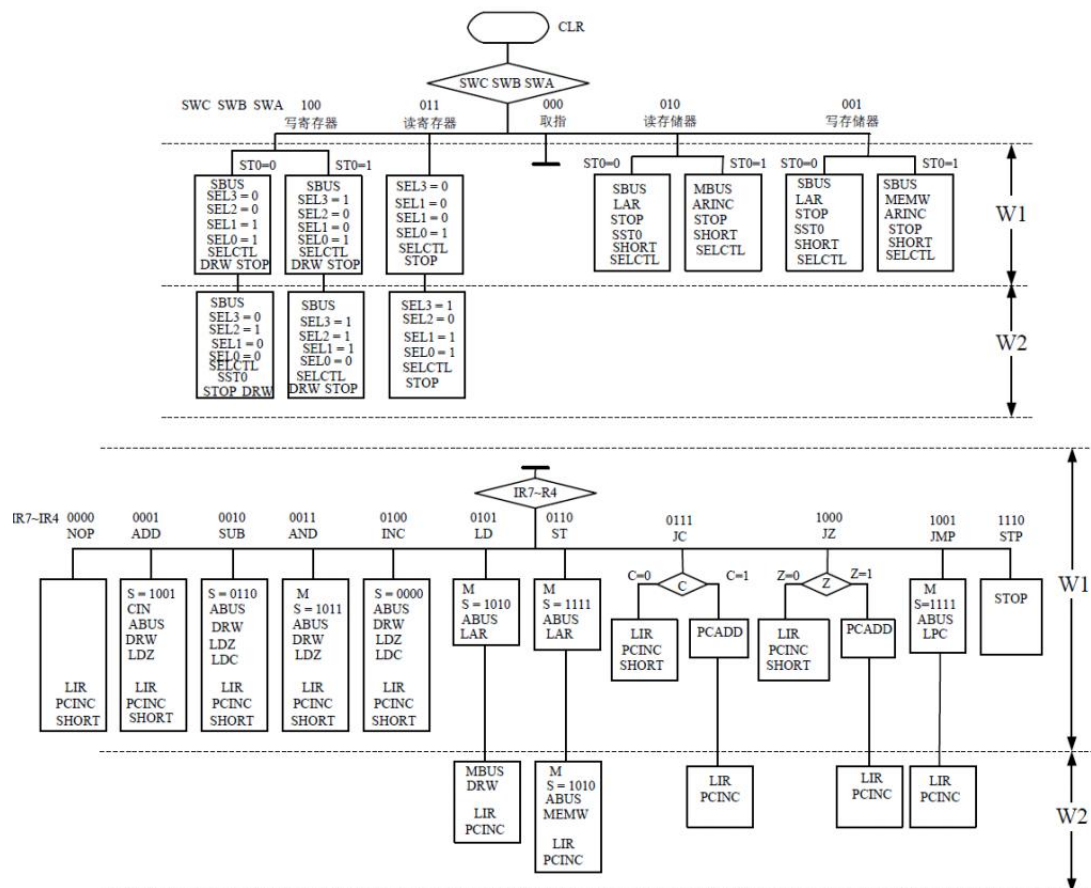 CLR
SWC SWB SWA
SWC SWB SWA
100
写寄存器
011
读寄存器
000
取指
010
读存储器
001
写存储器
ST0=0
ST0=1
ST0=0
ST0=1
ST0=0
ST0=1
SBUS
SEL3 = 0
SEL2 = 0
SEL1 = 1
SEL0 = 1
SELCTL
DRW STOP
SBUS
SEL3 = 1
SEL2 = 0
SEL1 = 0
SEL0 = 1
SELCTL
DRW STOP
SEL3 = 0
SEL1 = 0
SEL1 = 0
SEL0 = 1
SELCTL
STOP
SBUS
LAR
STOP
SST0
SHORT
SELCTL
MBUS
ARINC
STOP
SHORT
SELCTL
SBUS
LAR
STOP
SST0
SHORT
SELCTL
SBUS
MEMW
ARINC
STOP
SHORT
SELCTL
W1
SBUS
SEL3 = 0
SEL2 = 1
SEL1 = 0
SEL0 = 0
SELCTL
SST0
STOP DRW
SBUS
SEL3 = 1
SEL2 = 1
SEL1 = 1
SEL0 = 0
SELCTL
DRW STOP
SEL3 = 1
SEL2 = 0
SEL1 = 1
SEL0 = 1
SELCTL
STOP
W2
IR7~R4
IR7~IR4
0000
NOP
0001
ADD
0010
SUB
0011
AND
0100
INC
0101
LD
0110
ST
0111
JC
1000
JZ
1001
JMP
1110
STP
LIR
PCINC
SHORT
S = 1001
CIN
ABUS
DRW
LDZ
LIR
PCINC
SHORT
S = 0110
ABUS
DRW
LDZ
LDC
LIR
PCINC
SHORT
M
S = 1011
ABUS
DRW
LDZ
LIR
PCINC
SHORT
S = 0000
ABUS
DRW
LDZ
LDC
LIR
PCINC
SHORT
M
S = 1010
ABUS
LAR
M
S = 1111
ABUS
LAR
C=0
C
C=1
LIR
PCINC
SHORT
PCADD
Z=0
Z
Z=1
LIR
PCINC
SHORT
PCADD
M
S=1111
ABUS
LPC
STOP
W1
MBUS
DRW
LIR
PCINC
M
S = 1010
ABUS
MEMW
LIR
PCINC
LIR
PCINC
LIR
PCINC
LIR
PCINC
W2